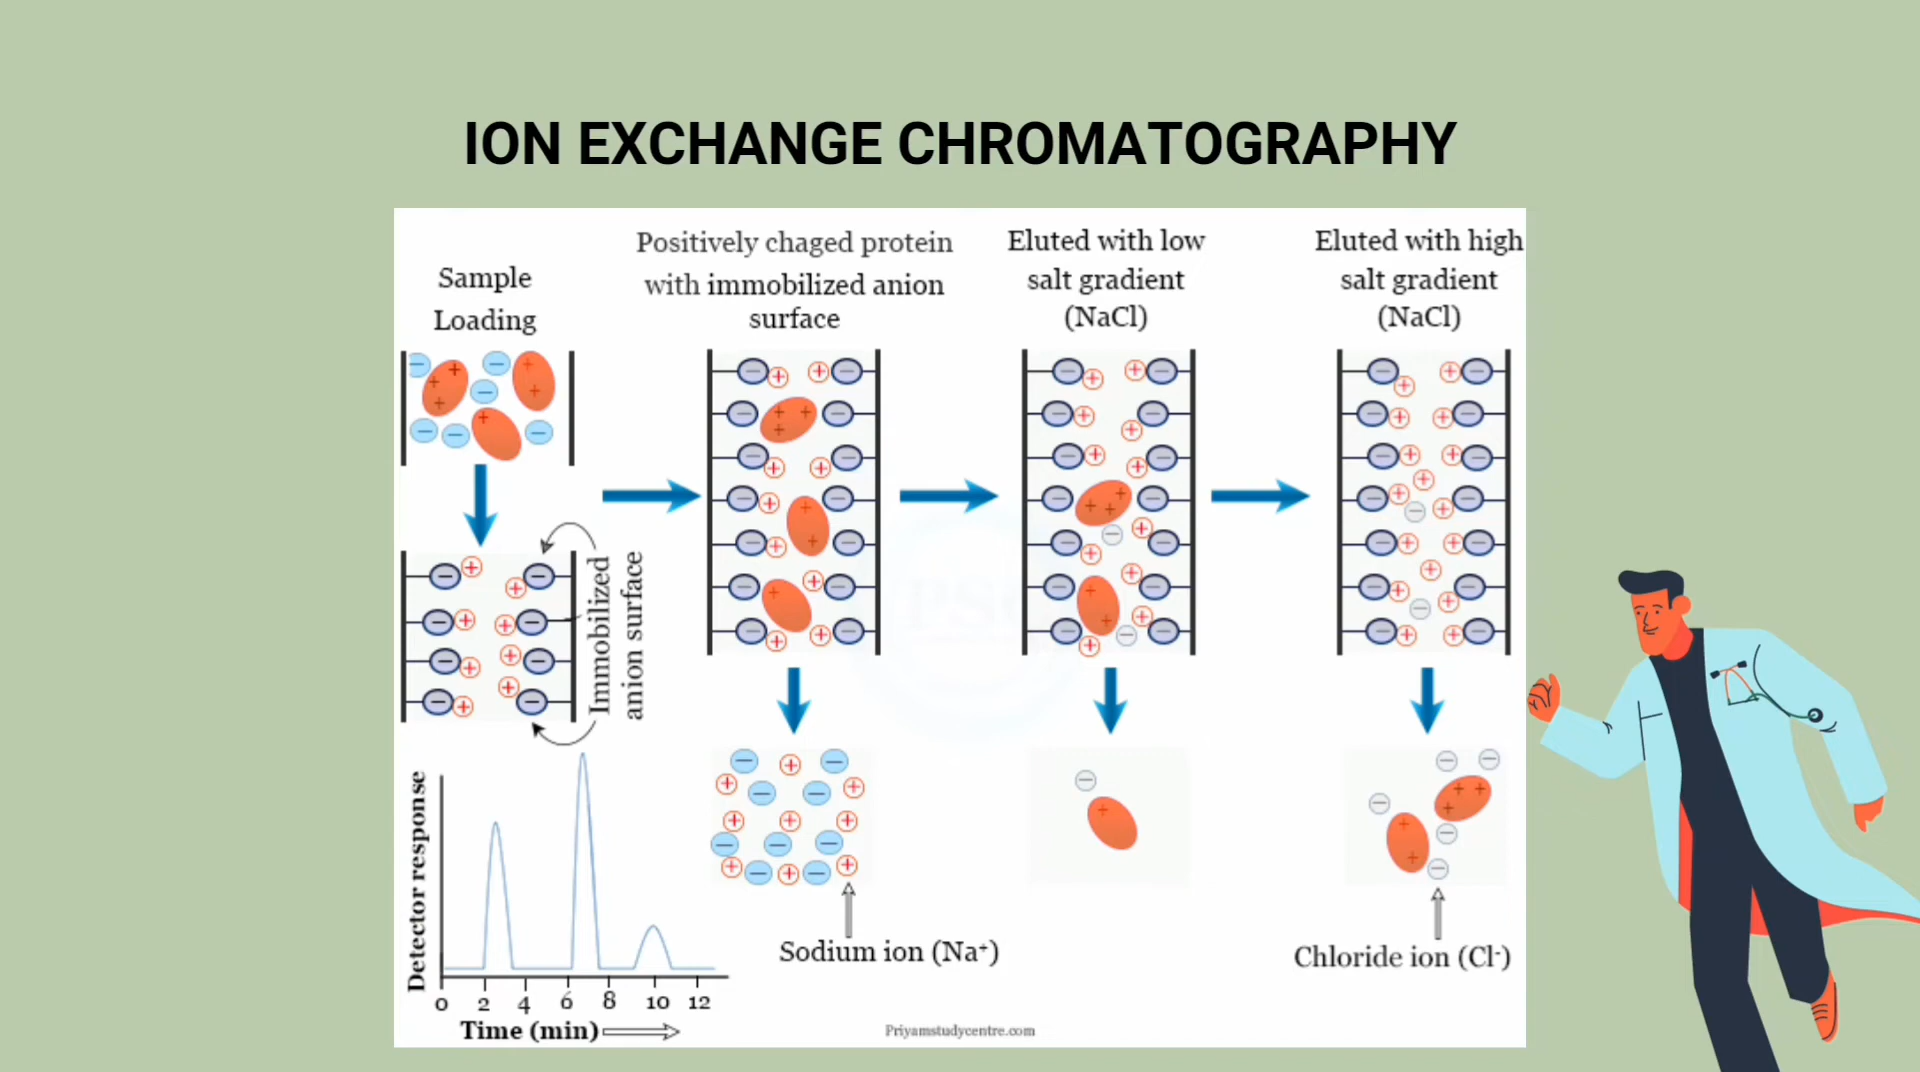 ION EXCHANGE CHROMATOGRAPHY
Sample
Loading
Positively chaged protein
with immobilized anion
surface
Eluted with low
salt gradient
(NaCl)
Eluted with high
salt gradient
(NaCl)
Immobilized
anion surface
Detector response
0 2 4 6 8 10 12
Time (min)
Sodium ion (Na⁺)
Chloride ion (Cl⁻)
PS
Priyamstudycentre.com